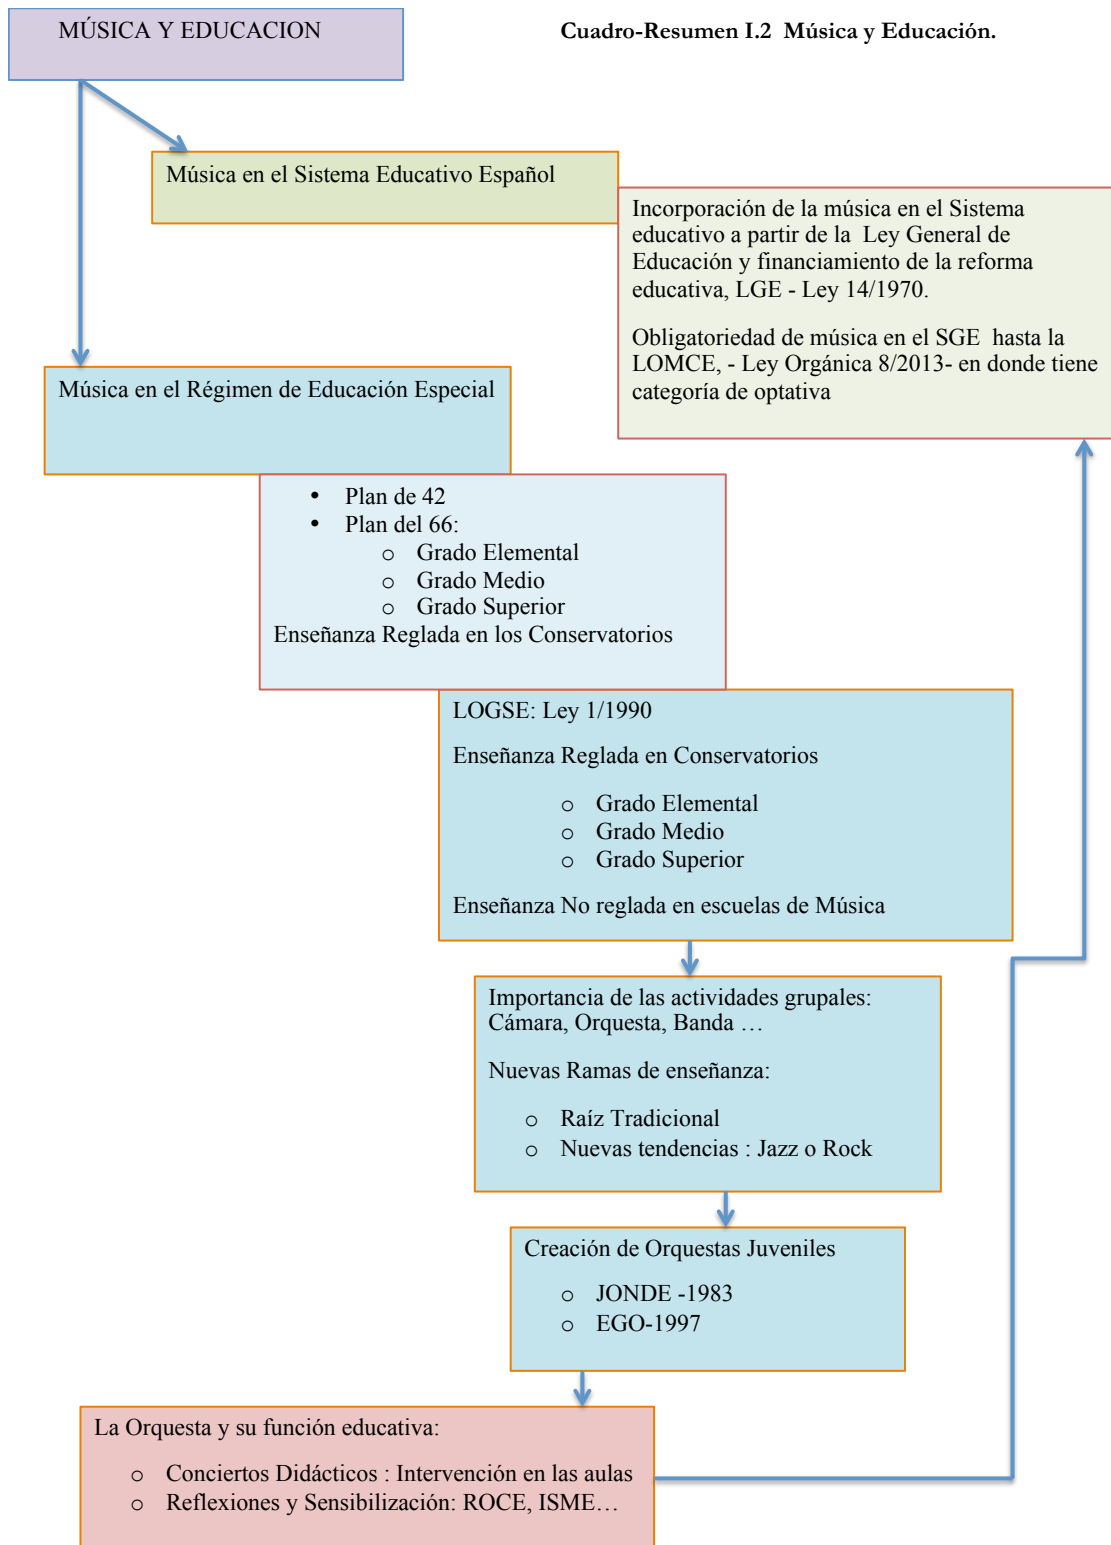 MÚSICA Y EDUCACION
Cuadro-Resumen I.2 Música y Educación.
Música en el Sistema Educativo Español
Incorporación de la música en el Sistema
educativo a partir de la Ley General de
Educación y financiamiento de la reforma
educativa, LGE - Ley 14/1970.
Obligatoriedad de música en el SGE hasta la
LOMCE, - Ley Orgánica 8/2013- en donde tiene
categoría de optativa
Música en el Régimen de Educación Especial
• Plan de 42
• Plan del 66:
o Grado Elemental
o Grado Medio
o Grado Superior
Enseñanza Reglada en los Conservatorios
LOGSE: Ley 1/1990
Enseñanza Reglada en Conservatorios
o Grado Elemental
o Grado Medio
o Grado Superior
Enseñanza No reglada en escuelas de Música
Importancia de las actividades grupales:
Cámara, Orquesta, Banda …
Nuevas Ramas de enseñanza:
o Raíz Tradicional
o Nuevas tendencias : Jazz o Rock
Creación de Orquestas Juveniles
o JONDE -1983
o EGO-1997
La Orquesta y su función educativa:
o Conciertos Didácticos : Intervención en las aulas
o Reflexiones y Sensibilización: ROCE, ISME…